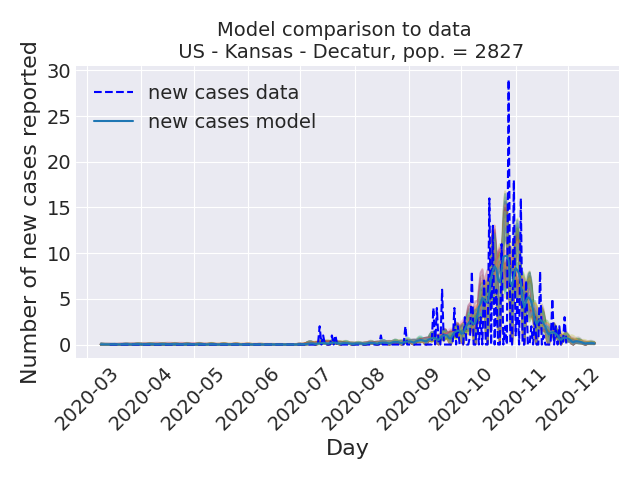 Model comparison to data
US - Kansas - Decatur, pop. = 2827
Number of new cases reported
30
25
20
15
10
5
0
new cases data
new cases model
2020-03
2020-04
2020-05
2020-06
2020-07
2020-08
2020-09
2020-10
2020-11
2020-12
Day